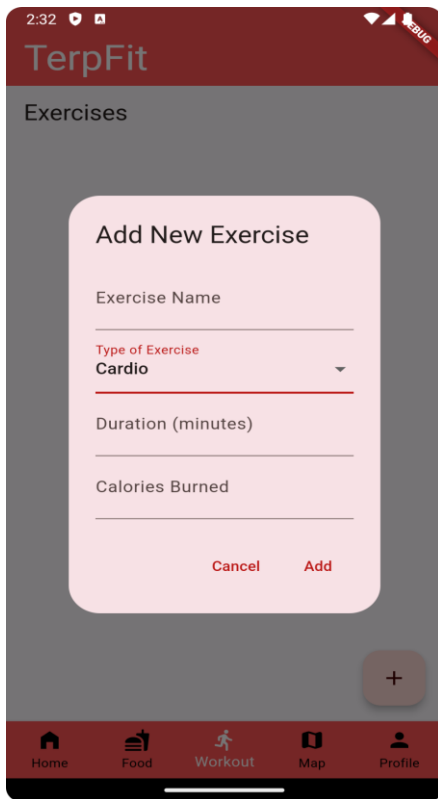 2:32
DEBUG
TerpFit
Exercises
Add New Exercise
Exercise Name
Type of Exercise
Cardio
Duration (minutes)
Calories Burned
Cancel Add
+
Home Food Workout Map Profile